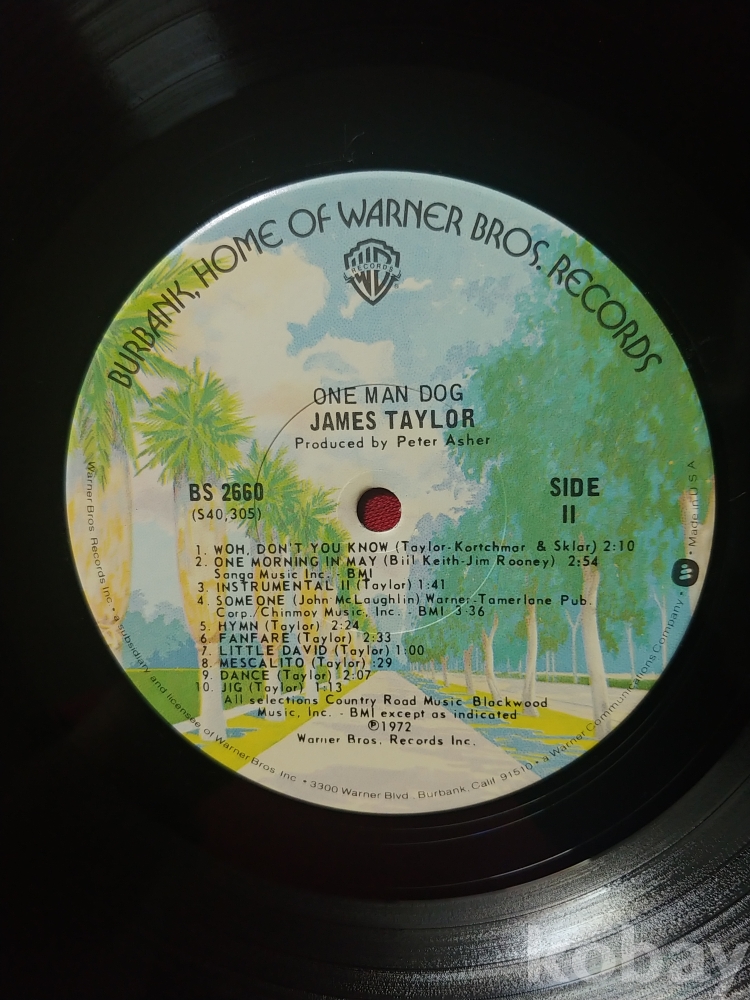 BURBANK, HOME OF WARNER BROS. RECORDS
W
RECORDS
ONE MAN DOG
JAMES TAYLOR
Produced by Peter Asher
BS 2660
(S40,305)
SIDE
II
1. WOH, DON'T YOU KNOW (Taylor-Kortchmar & Sklar) 2:10
2. ONE MORNING IN MAY (Bill Keith-Jim Rooney) 2:54
Sanga Music Inc. - BMI
3. INSTRUMENTAL II (Taylor) 1:41
4. SOMEONE (John McLaughlin) Warner-Tamerlane Pub.
Corp./Chinmoy Music, Inc. - BMI 3:36
5. HYMN (Taylor) 2:24
6. FANFARE (Taylor) 2:33
7. LITTLE DAVID (Taylor) 1:00
8. MESCALITO (Taylor) :29
9. DANCE (Taylor) 2:07
10. JIG (Taylor) 1:13
All selections Country Road Music Blackwood
Music, Inc. - BMI except as indicated
℗1972
Warner Bros. Records Inc.
Warner Bros Records Inc. • a subsidiary and licensee of Warner Bros. Inc. • 3300 Warner Blvd., Burbank, Calif. 91510 • a Warner Communications Company • Made in USA
kobay